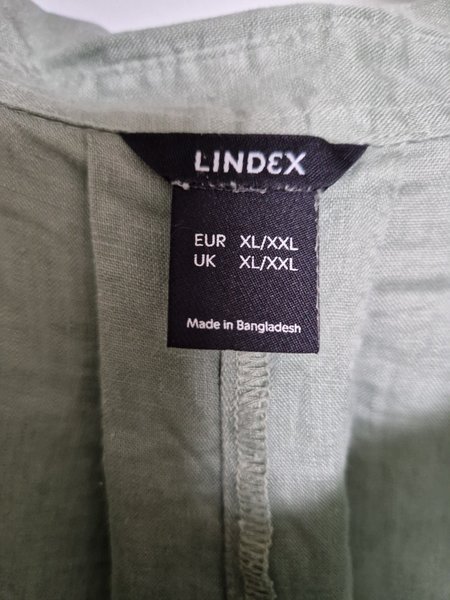 LINDEX
EUR XL/XXL
UK XL/XXL
Made in Bangladesh